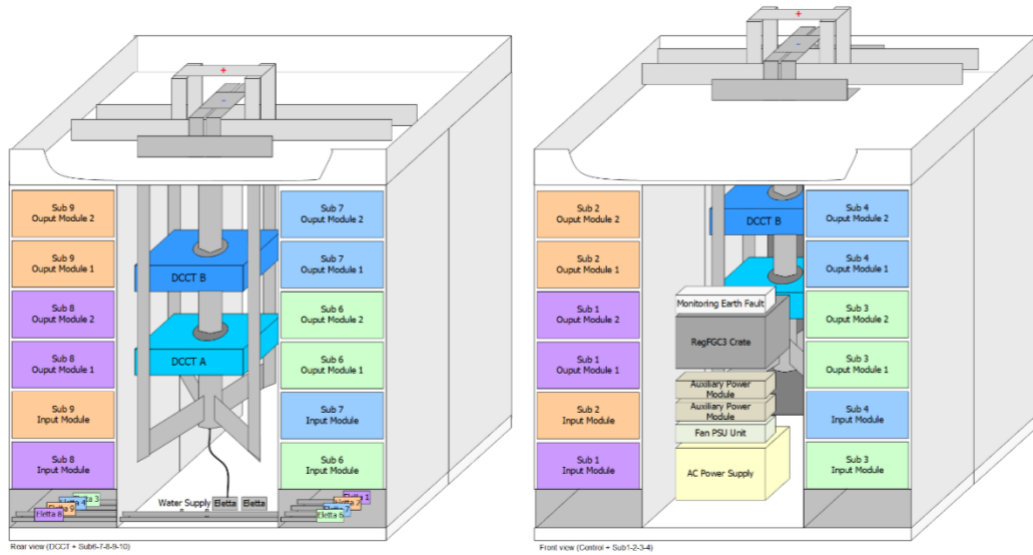 +
-
Sub 9
Ouput Module 2
Sub 9
Ouput Module 1
Sub 8
Ouput Module 2
Sub 8
Ouput Module 1
Sub 9
Input Module
Sub 8
Input Module
DCCT B
DCCT A
Sub 7
Ouput Module 2
Sub 7
Ouput Module 1
Sub 6
Ouput Module 2
Sub 6
Ouput Module 1
Sub 7
Input Module
Sub 6
Input Module
Eletta 3
Eletta 4
Eletta 9
Eletta 8
Water Supply
Eletta
Eletta
Eletta 1
Eletta 2
Eletta 6
Rear view (DCCT + Sub6-7-8-9-10)
+
-
Sub 2
Ouput Module 2
Sub 2
Ouput Module 1
Sub 1
Ouput Module 2
Sub 1
Ouput Module 1
Sub 2
Input Module
Sub 1
Input Module
DCCT B
Monitoring Earth Fault
RegFGC3 Crate
Auxiliary Power
Module
Auxiliary Power
Module
Fan PSU Unit
AC Power Supply
Sub 4
Ouput Module 2
Sub 4
Ouput Module 1
Sub 3
Ouput Module 2
Sub 3
Ouput Module 1
Sub 4
Input Module
Sub 3
Input Module
Front view (Control + Sub1-2-3-4)